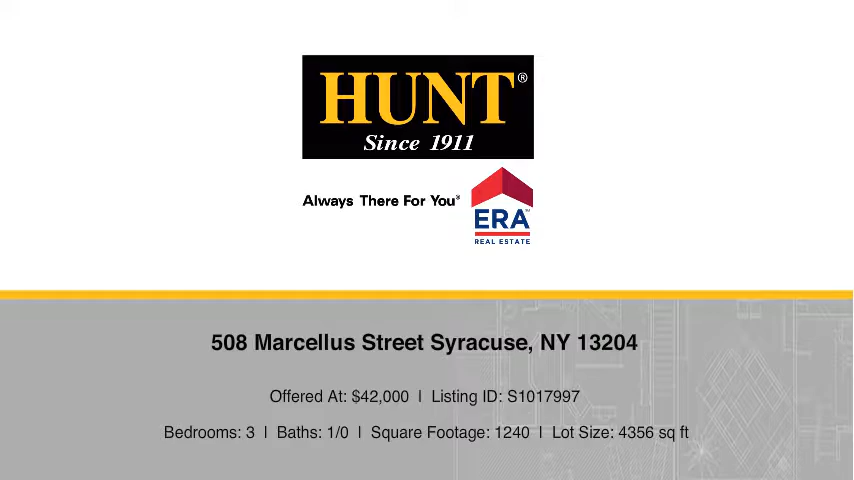 HUNT®
Since 1911
Always There For You®
ERA™
REAL ESTATE
508 Marcellus Street Syracuse, NY 13204
Offered At: $42,000 | Listing ID: S1017997
Bedrooms: 3 | Baths: 1/0 | Square Footage: 1240 | Lot Size: 4356 sq ft